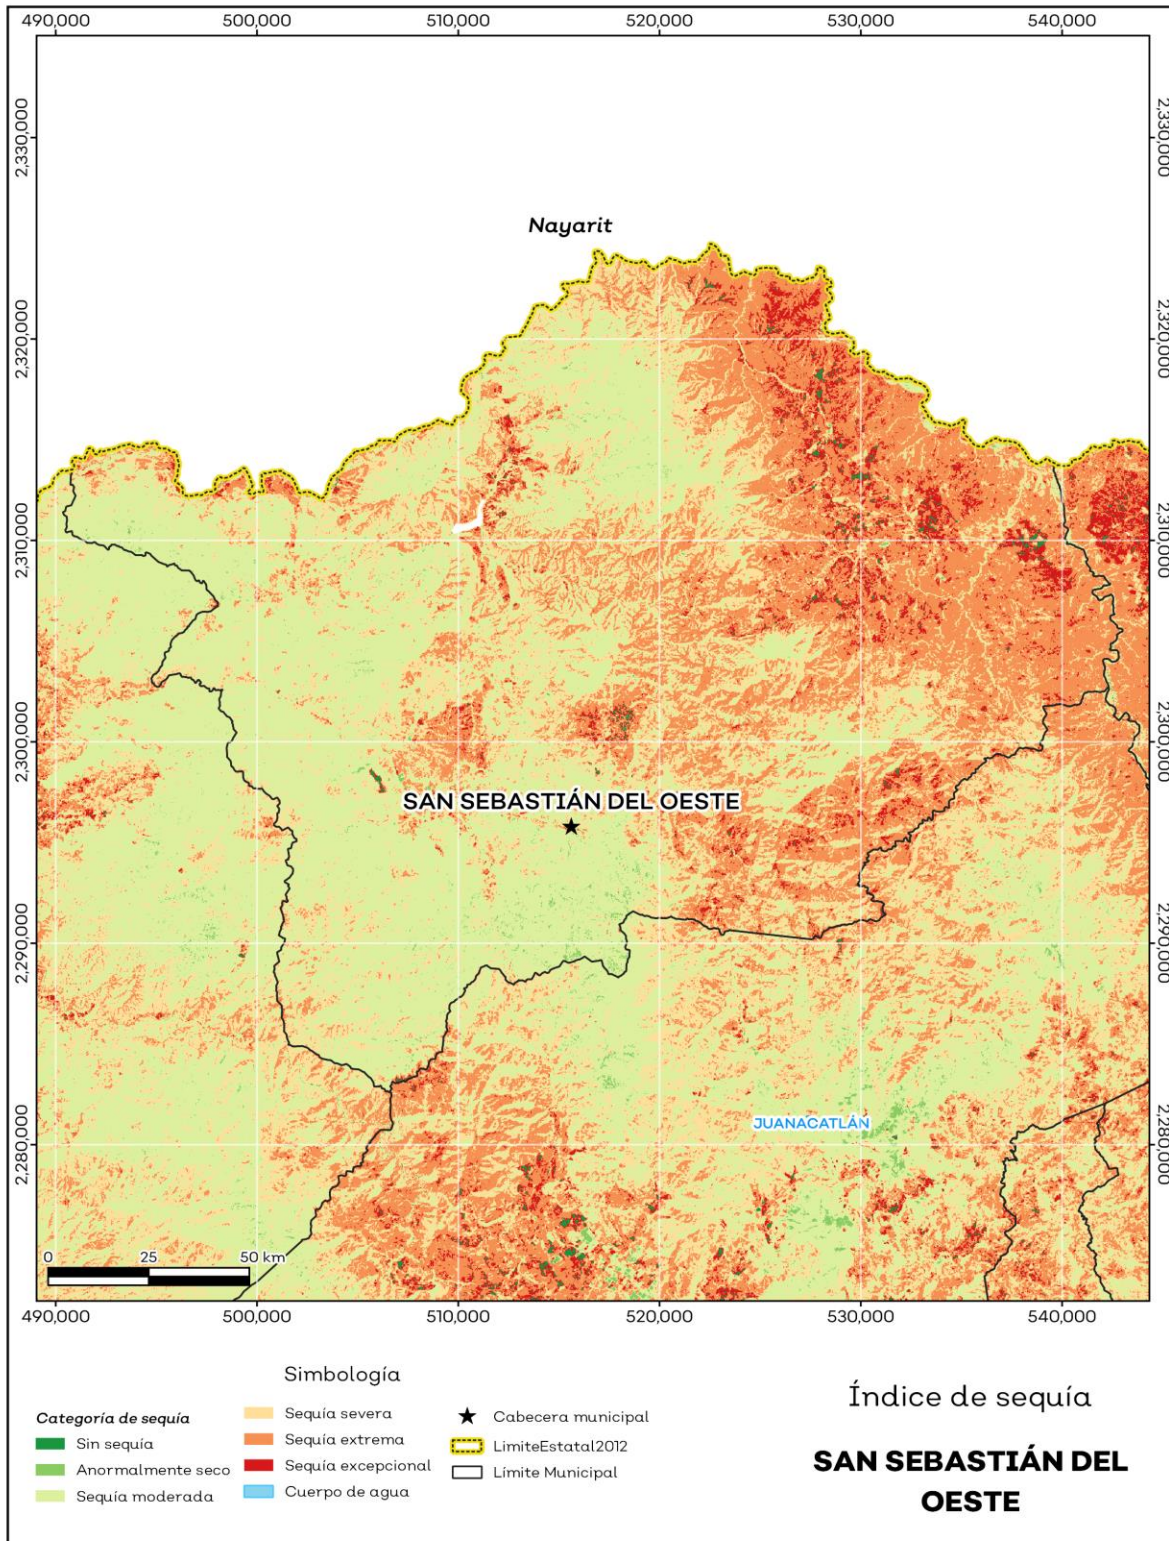 490,000 500,000 510,000 520,000 530,000 540,000
2,330,000 2,330,000
Nayarit
2,320,000 2,320,000
2,310,000 2,310,000
2,300,000 2,300,000
SAN SEBASTIÁN DEL OESTE
2,290,000 2,290,000
JUANACATLÁN
2,280,000 2,280,000
0 25 50 km
490,000 500,000 510,000 520,000 530,000 540,000
Simbología
Categoría de sequía
Sin sequía
Anormalmente seco
Sequía moderada
Sequía severa
Sequía extrema
Sequía excepcional
Cuerpo de agua
Cabecera municipal
LimiteEstatal2012
Límite Municipal
Índice de sequía
SAN SEBASTIÁN DEL
OESTE